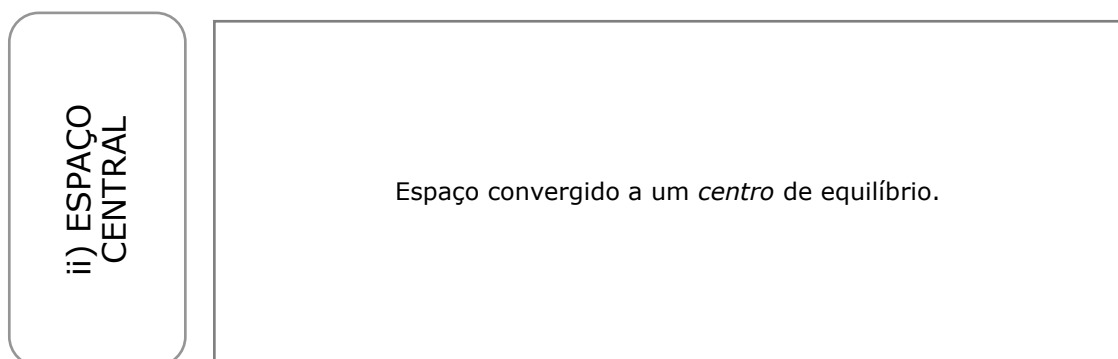 ii) ESPAÇO
CENTRAL
Espaço convergido a um centro de equilíbrio.